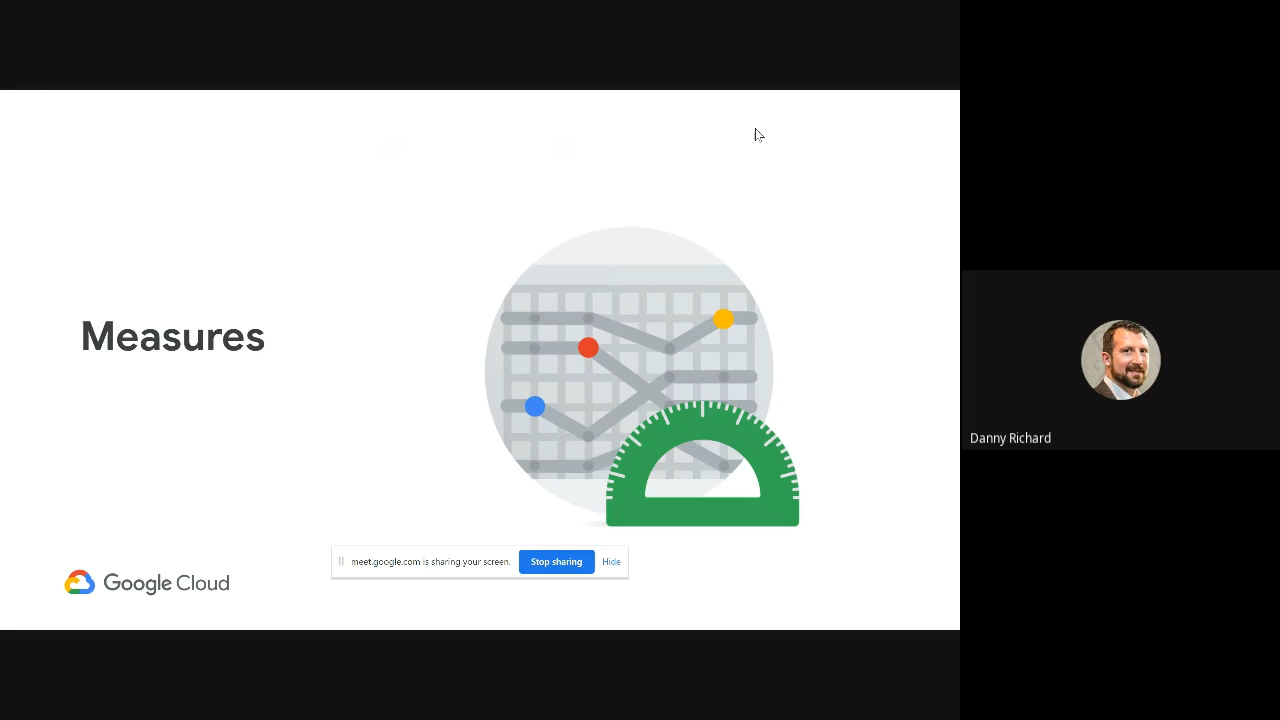 Measures
meet.google.com is sharing your screen.
Stop sharing
Hide
Google Cloud
Danny Richard